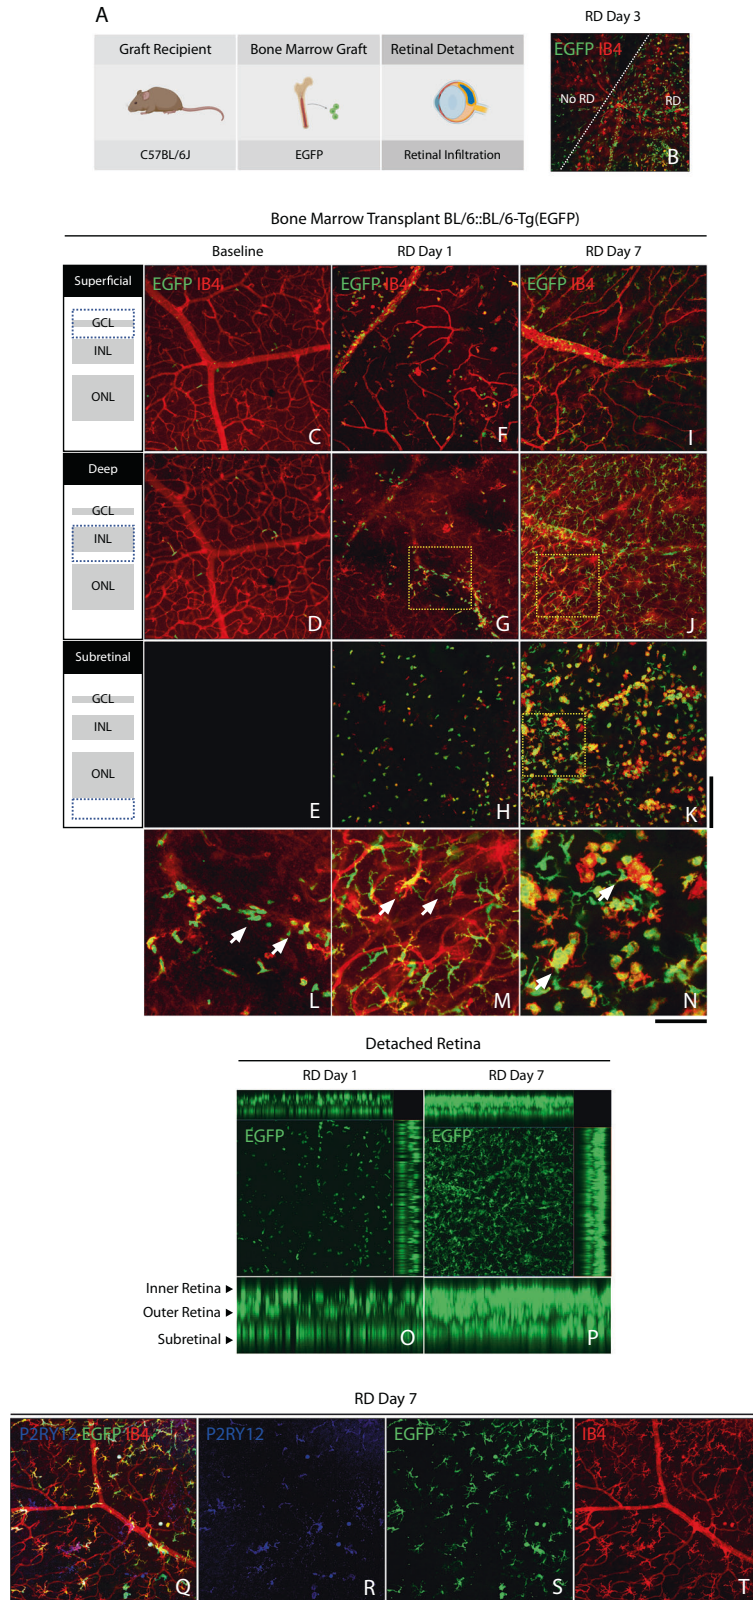 A
Graft Recipient
Bone Marrow Graft
Retinal Detachment
C57BL/6J
EGFP
Retinal Infiltration
RD Day 3
EGFP IB4
No RD
RD
B
Bone Marrow Transplant BL/6::BL/6-Tg(EGFP)
Baseline
RD Day 1
RD Day 7
Superficial
GCL
INL
ONL
EGFP IB4
C
EGFP IB4
F
EGFP IB4
I
Deep
GCL
INL
ONL
D
G
J
Subretinal
GCL
INL
ONL
E
H
K
L
M
N
Detached Retina
RD Day 1
RD Day 7
EGFP
EGFP
Inner Retina
Outer Retina
Subretinal
O
P
RD Day 7
P2RY12 EGFP IB4
Q
P2RY12
R
EGFP
S
IB4
T